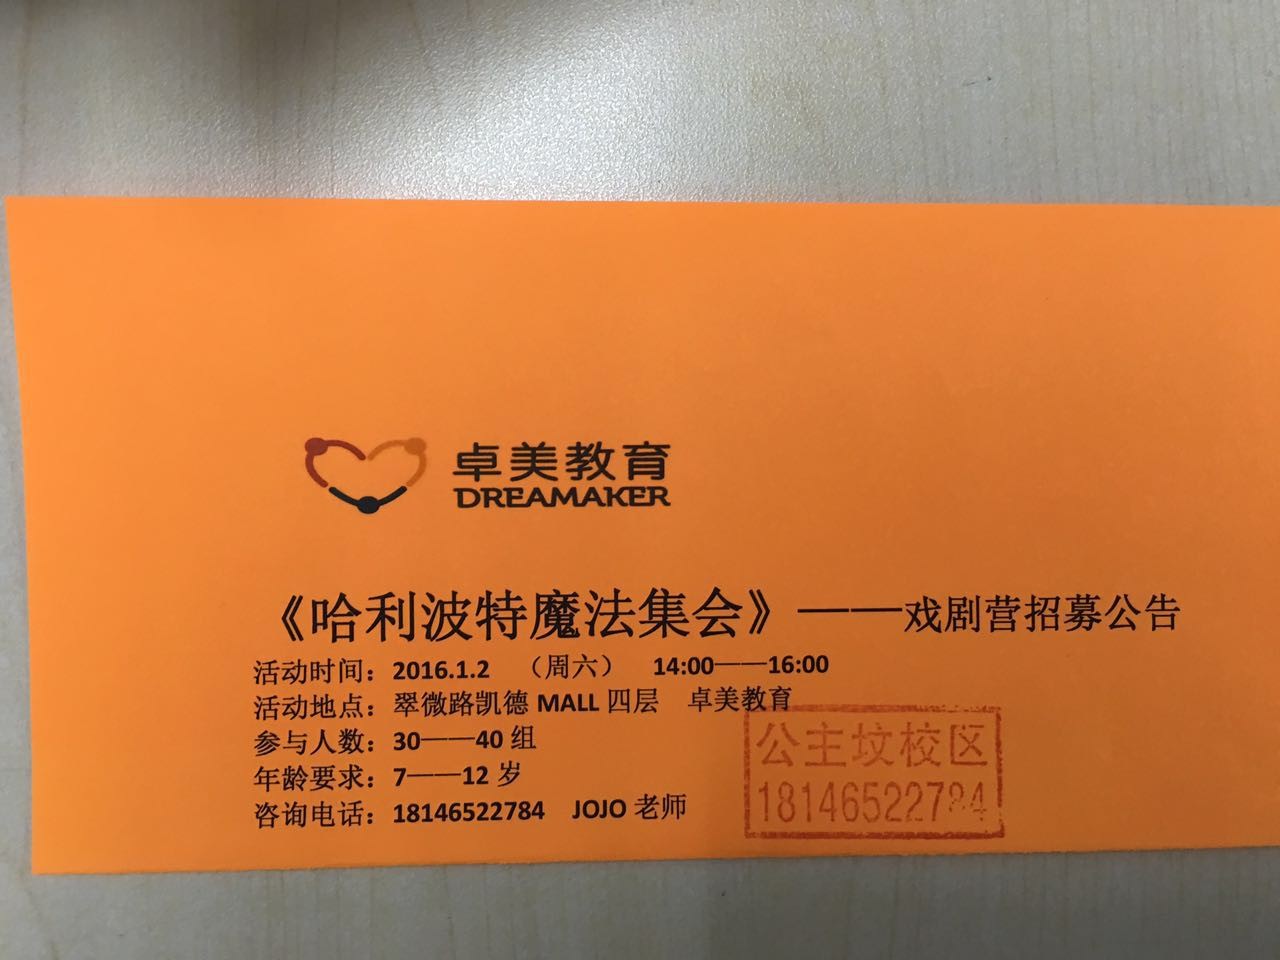 卓美教育
DREAMAKER
《哈利波特魔法集会》——戏剧营招募公告
活动时间：2016.1.2 （周六） 14:00——16:00
活动地点：翠微路凯德 MALL 四层 卓美教育
参与人数：30——40 组
年龄要求：7——12 岁
咨询电话：18146522784 JOJO 老师
公主坟校区
18146522784